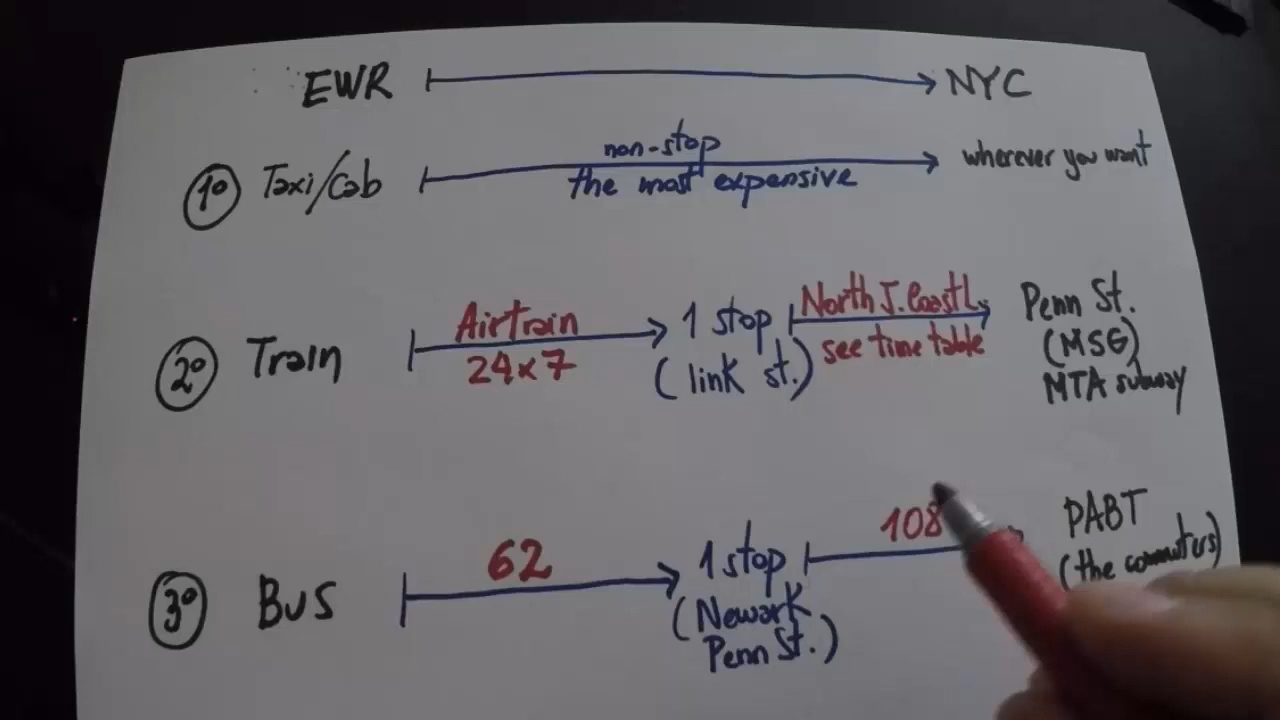 EWR NYC
1º Taxi/Cab non-stop wherever you want
the most expensive
2º Train Airtrain 1 stop North J. Coast L. Penn St.
24x7 (link st.) see time table (MSG)
MTA subway
3º Bus 62 1 stop 108 PABT
(Newark (the commuters)
Penn St.)